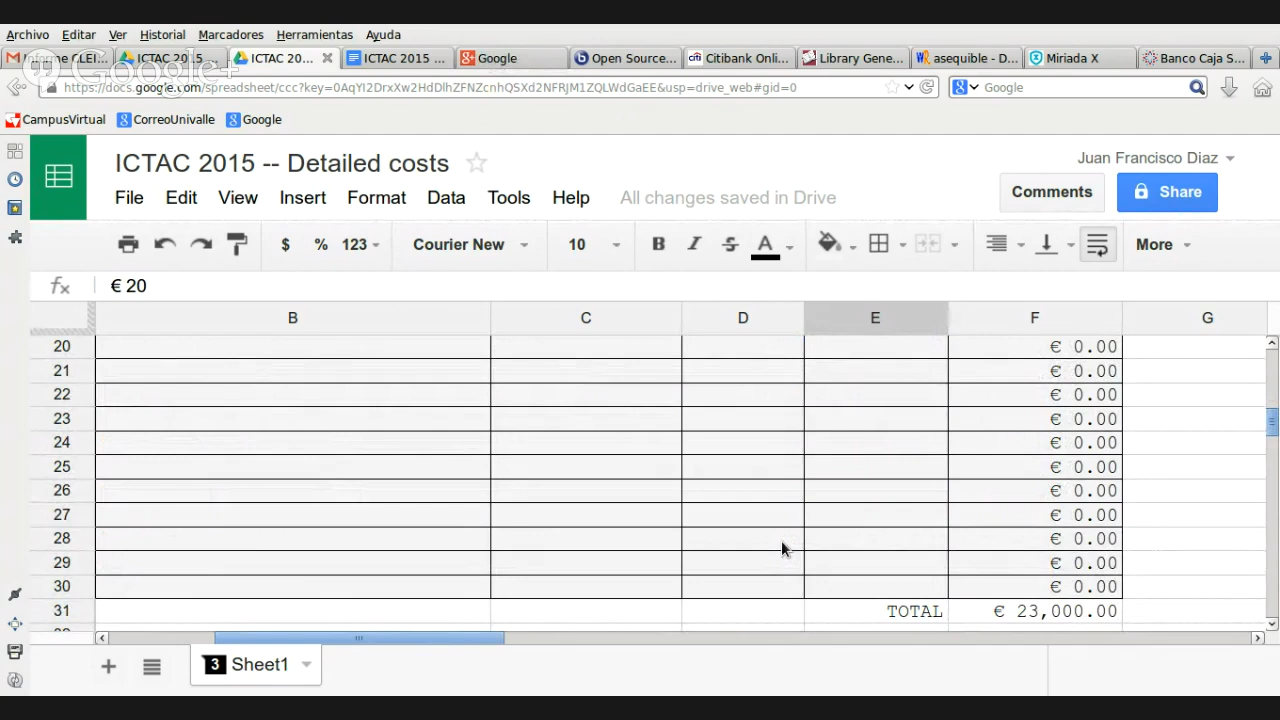 Archivo Editar Ver Historial Marcadores Herramientas Ayuda
Informe CLEI... ICTAC 2015 ... ICTAC 20... ICTAC 2015 ... Google Open Source... Citibank Onli... Library Gene... asequible - D... Miriada X Banco Caja S...
Google+
https://docs.google.com/spreadsheet/ccc?key=0AqYI2DrxXw2HdDlhZFNZcnhQSXd2NFRJM1ZQLWdGaEE&usp=drive_web#gid=0 Google
CampusVirtual CorreoUnivalle Google
ICTAC 2015 -- Detailed costs Juan Francisco Diaz
File Edit View Insert Format Data Tools Help All changes saved in Drive Comments Share
$ % 123 Courier New 10 B I S A More
fx € 20
B C D E F G
20 € 0.00
21 € 0.00
22 € 0.00
23 € 0.00
24 € 0.00
25 € 0.00
26 € 0.00
27 € 0.00
28 € 0.00
29 € 0.00
30 € 0.00
31 TOTAL € 23,000.00
3 Sheet1